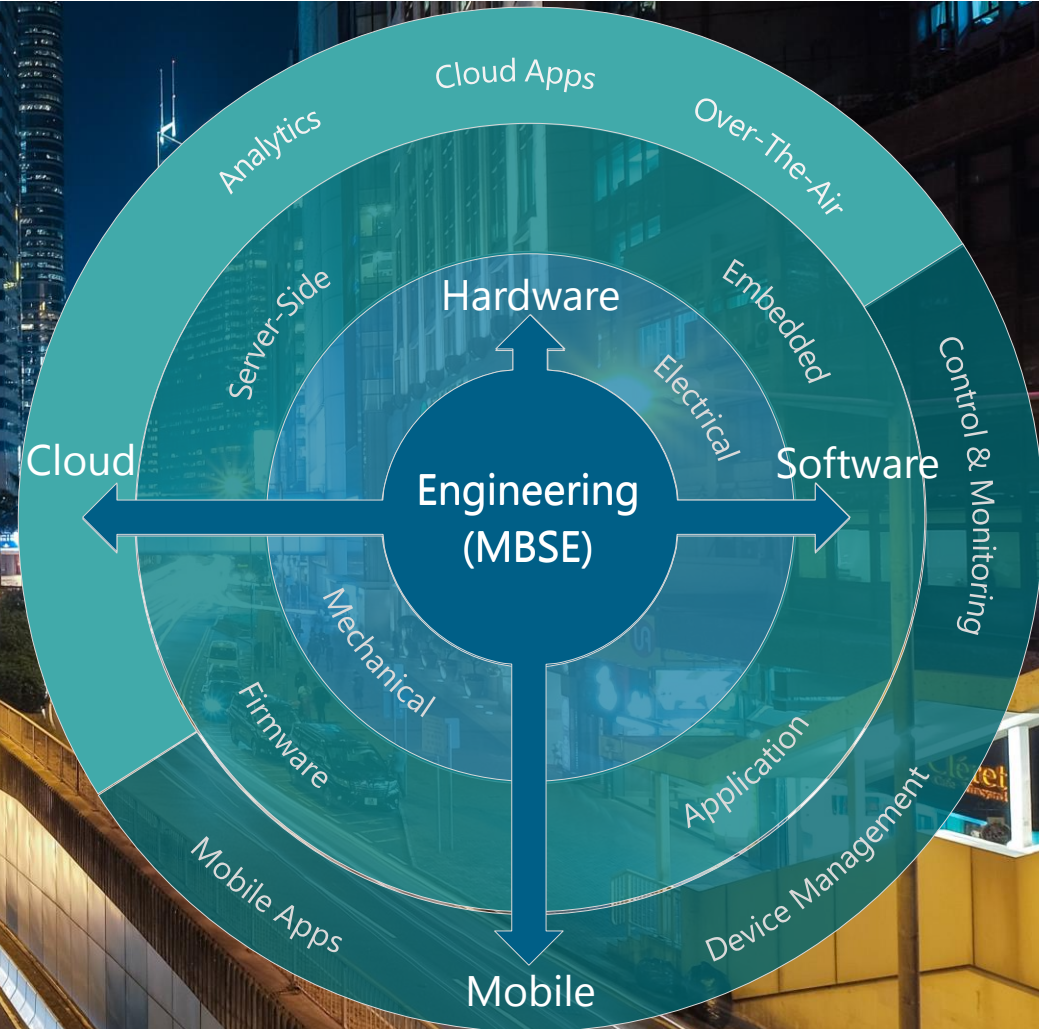 Cloud Apps
Analytics
Over-The-Air
Server-Side
Hardware
Embedded
Control & Monitoring
Electrical
Cloud
Software
Engineering
(MBSE)
Mechanical
Firmware
Application
Device Management
Mobile Apps
Mobile